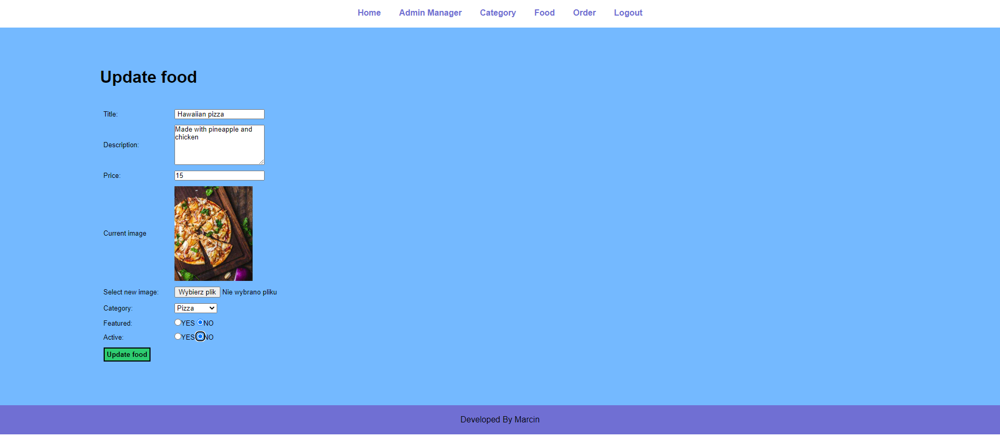 Home Admin Manager Category Food Order Logout
Update food
Title: Hawaiian pizza
Description: Made with pineapple and
chicken
Price: 15
Current image
Select new image: Wybierz plik Nie wybrano pliku
Category: Pizza
Featured: YES NO
Active: YES NO
Update food
Developed By Marcin